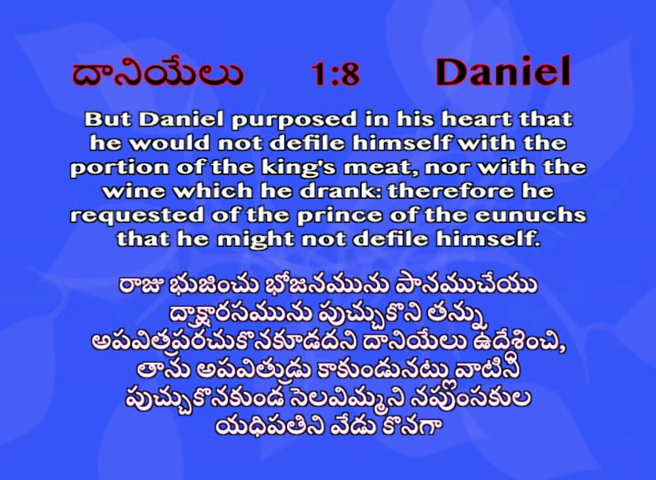 దానియేలు 1:8 Daniel
But Daniel purposed in his heart that
he would not defile himself with the
portion of the king's meat, nor with the
wine which he drank: therefore he
requested of the prince of the eunuchs
that he might not defile himself.
రాజు భుజించు భోజనమును పానముచేయు
ద్రాక్షారసమును పుచ్చుకొని తన్ను
అపవిత్రపరచుకొనకూడదని దానియేలు ఉద్దేశించి,
తాను అపవిత్రుడు కాకుండునట్లు వాటిని
పుచ్చుకొనకుండ సెలవిమ్మని నపుంసకుల
యధిపతిని వేడు కొనగా